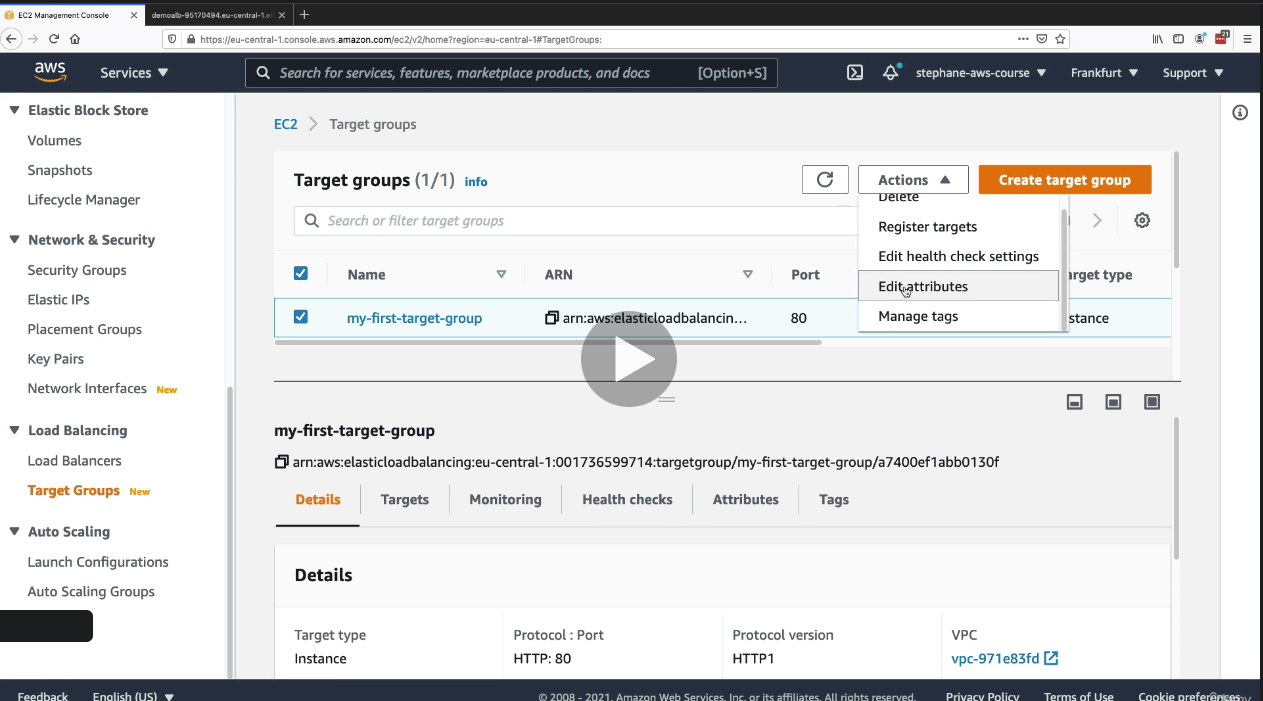 EC2 Management Console
demoalb-95170494.eu-central-1.el
https://eu-central-1.console.aws.amazon.com/ec2/v2/home?region=eu-central-1#TargetGroups:
21
aws
Services
Search for services, features, marketplace products, and docs
[Option+S]
stephane-aws-course
Frankfurt
Support
Elastic Block Store
Volumes
Snapshots
Lifecycle Manager
Network & Security
Security Groups
Elastic IPs
Placement Groups
Key Pairs
Network Interfaces New
Load Balancing
Load Balancers
Target Groups New
Auto Scaling
Launch Configurations
Auto Scaling Groups
EC2 > Target groups
Target groups (1/1) info
Actions
Create target group
Search or filter target groups
Delete
Register targets
Edit health check settings
Edit attributes
Manage tags
Name ARN Port arget type
my-first-target-group arn:aws:elasticloadbalancin... 80 stance
my-first-target-group
arn:aws:elasticloadbalancing:eu-central-1:001736599714:targetgroup/my-first-target-group/a7400ef1abb0130f
Details Targets Monitoring Health checks Attributes Tags
Details
Target type
Instance
Protocol : Port
HTTP: 80
Protocol version
HTTP1
VPC
vpc-971e83fd
Feedback English (US) © 2008 - 2021, Amazon Web Services, Inc. or its affiliates. All rights reserved. Privacy Policy Terms of Use Cookie preferences